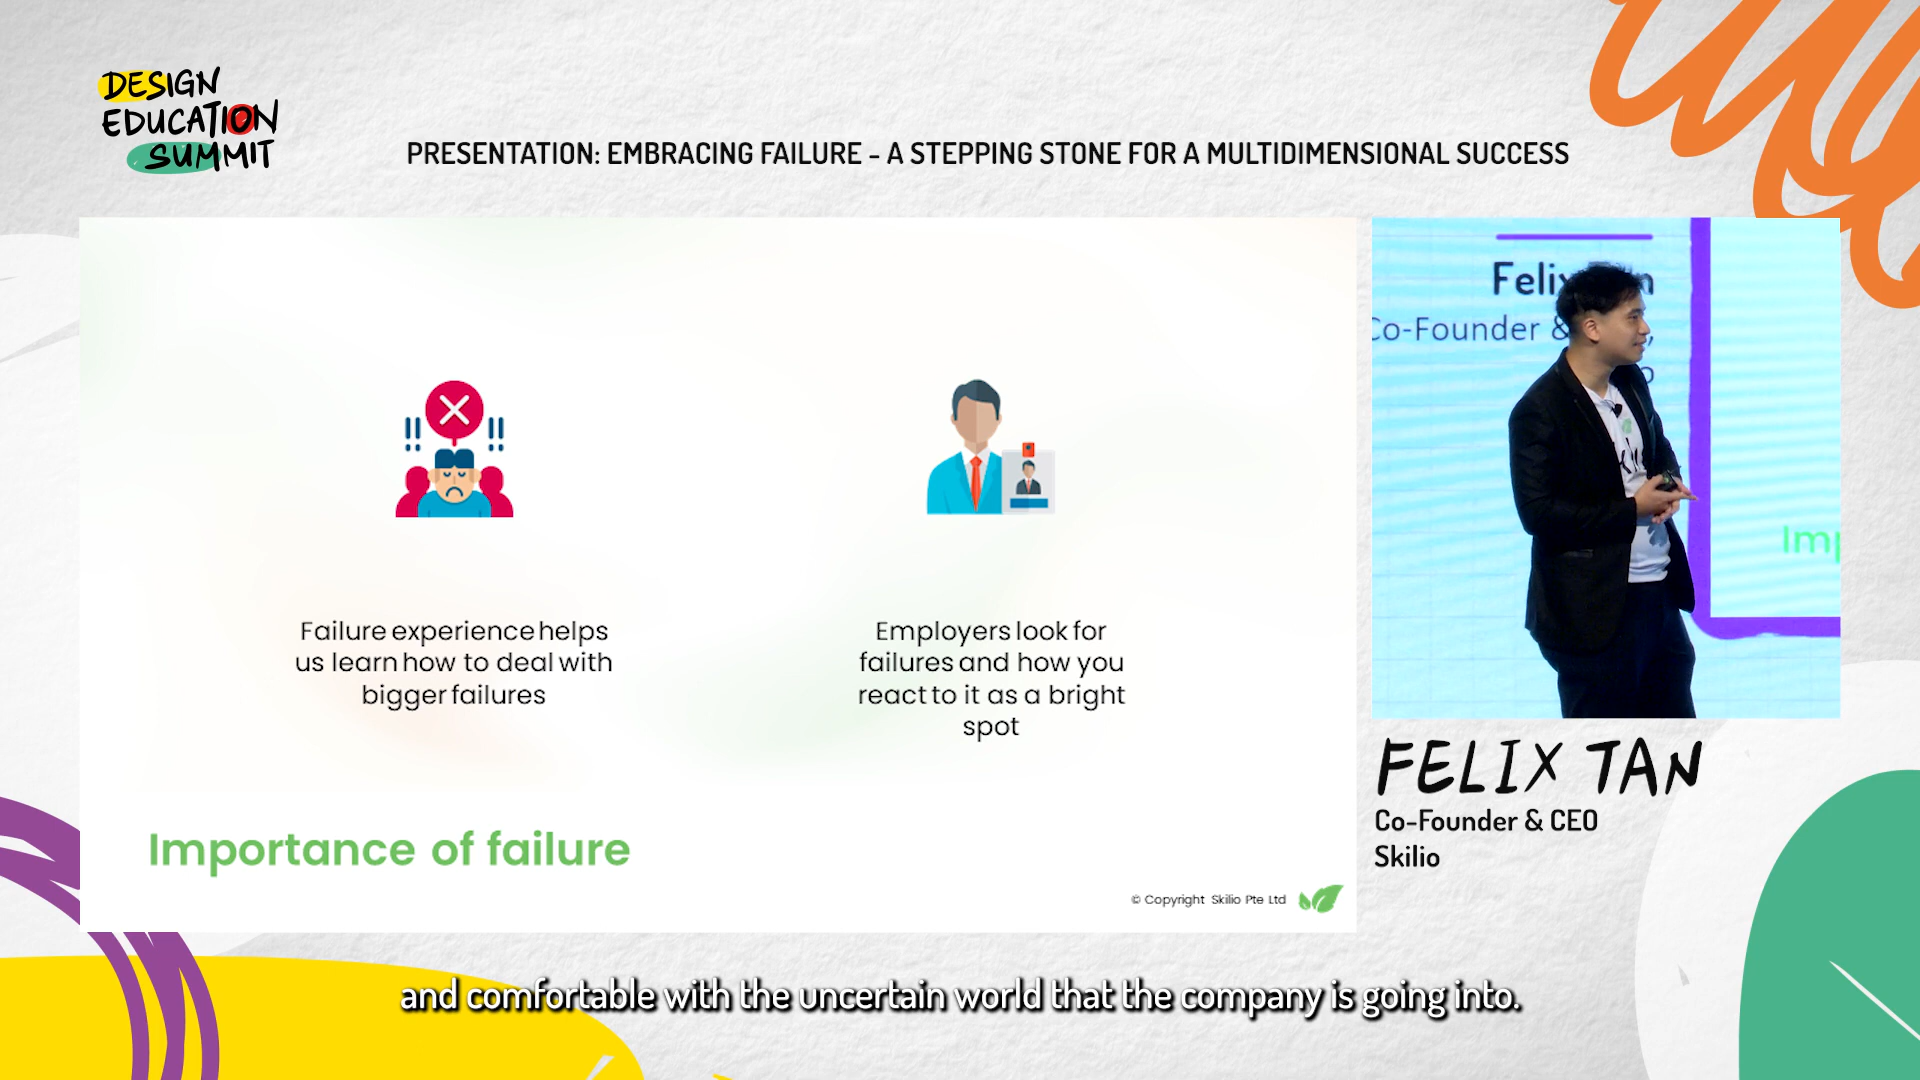 DESIGN
EDUCATION
SUMMIT
PRESENTATION: EMBRACING FAILURE - A STEPPING STONE FOR A MULTIDIMENSIONAL SUCCESS
Failure experience helps
us learn how to deal with
bigger failures
Employers look for
failures and how you
react to it as a bright
spot
Importance of failure
© Copyright Skilio Pte Ltd
Co-Founder &
FELIX TAN
Co-Founder & CEO
Skilio
and comfortable with the uncertain world that the company is going into.